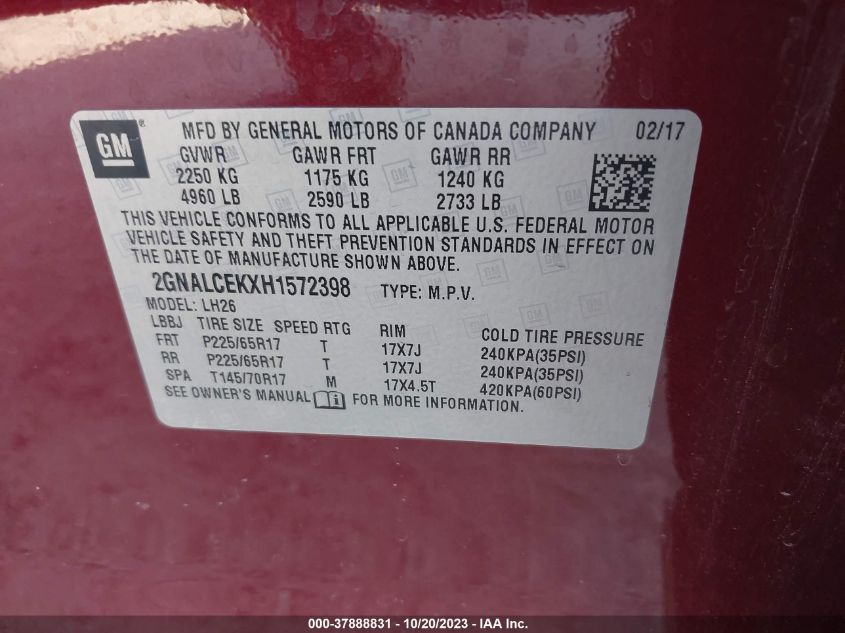 GM ® MFD BY GENERAL MOTORS OF CANADA COMPANY 02/17
GVWR GAWR FRT GAWR RR
2250 KG 1175 KG 1240 KG
4960 LB 2590 LB 2733 LB
THIS VEHICLE CONFORMS TO ALL APPLICABLE U.S. FEDERAL MOTOR
VEHICLE SAFETY AND THEFT PREVENTION STANDARDS IN EFFECT ON
THE DATE OF MANUFACTURE SHOWN ABOVE.
2GNALCEKXH1572398 TYPE: M.P.V.
MODEL: LH26
LBBJ TIRE SIZE SPEED RTG RIM COLD TIRE PRESSURE
FRT P225/65R17 T 17X7J 240KPA(35PSI)
RR P225/65R17 T 17X7J 240KPA(35PSI)
SPA T145/70R17 M 17X4.5T 420KPA(60PSI)
SEE OWNER'S MANUAL FOR MORE INFORMATION.
000-37888831 - 10/20/2023 - IAA Inc.